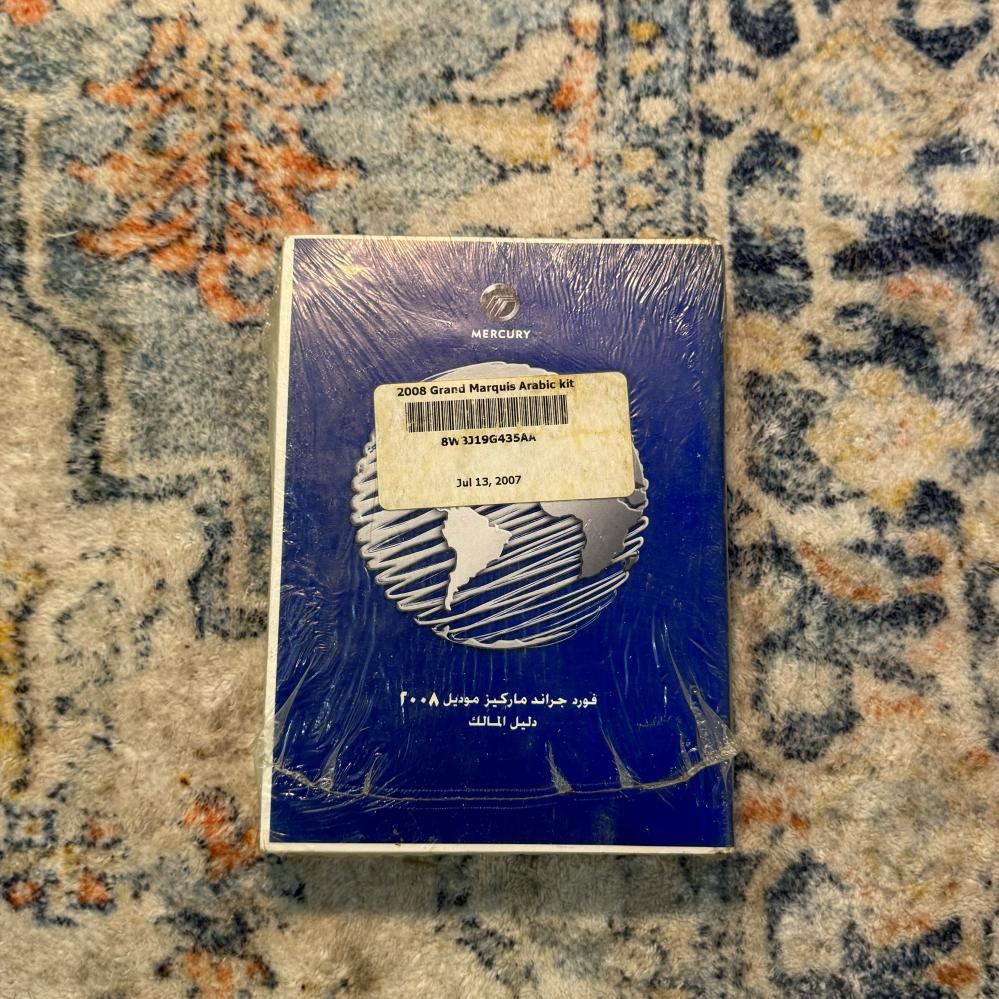 MERCURY
2008 Grand Marquis Arabic kit
8W3J19G435AA
Jul 13, 2007
فورد جراند ماركيز موديل ٢٠٠٨
دليل المالك